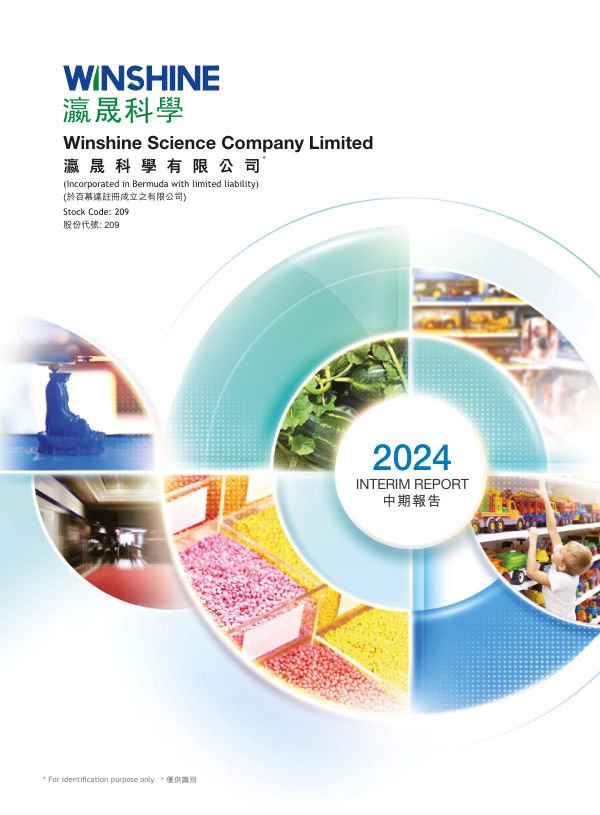 WINSHINE
瀛晟科學
Winshine Science Company Limited
瀛晟科學有限公司*
(Incorporated in Bermuda with limited liability)
(於百慕達註冊成立之有限公司)
Stock Code: 209
股份代號: 209
2024
INTERIM REPORT
中期報告
* For identification purpose only * 僅供識別